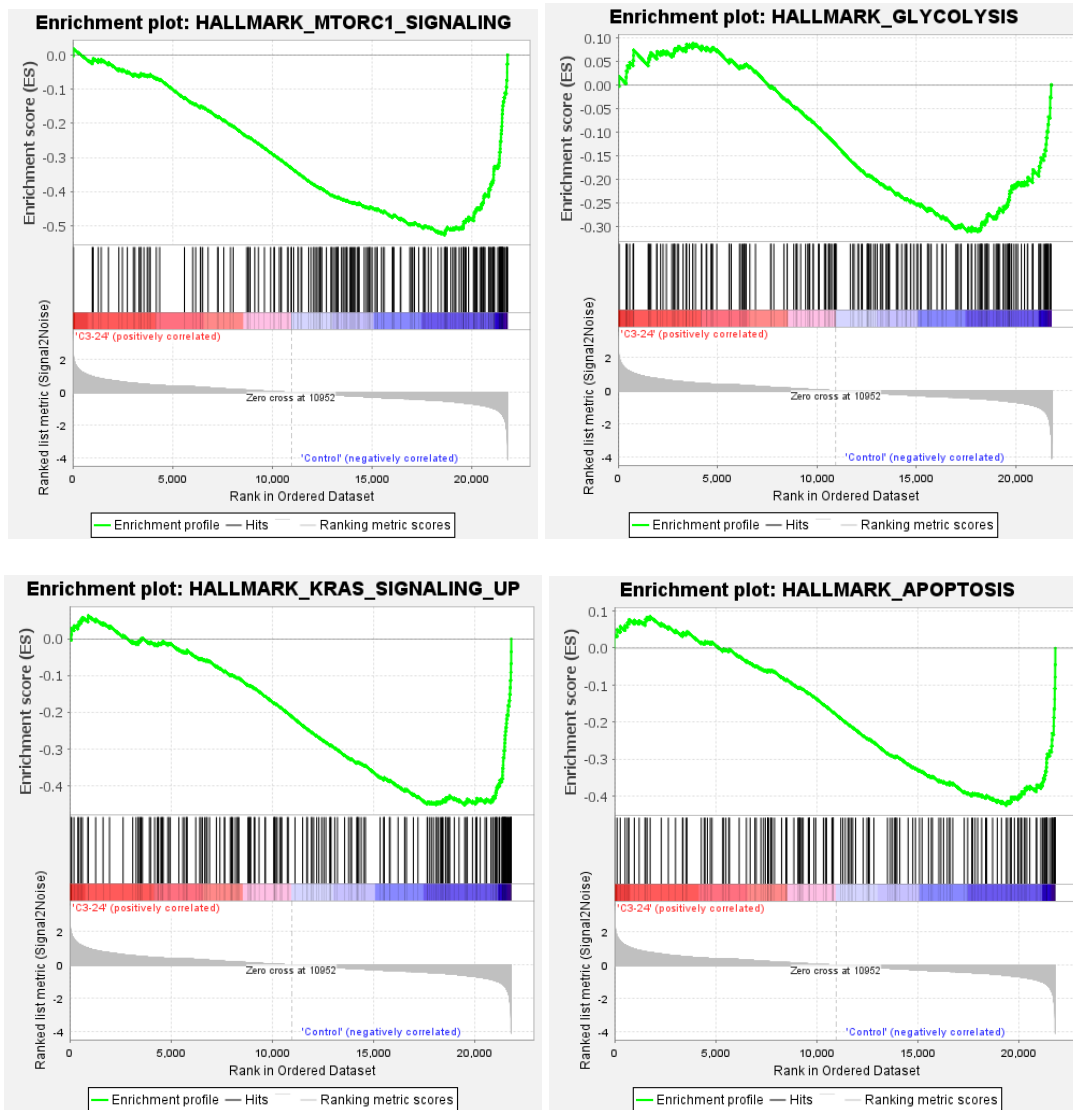 Enrichment plot: HALLMARK_MTORC1_SIGNALING
Enrichment score (ES)
0.0
-0.1
-0.2
-0.3
-0.4
-0.5
'C3-24' (positively correlated)
Ranked list metric (Signal2Noise)
2
0
-2
-4
Zero cross at 10952
'Control' (negatively correlated)
0 5,000 10,000 15,000 20,000
Rank in Ordered Dataset
Enrichment profile Hits Ranking metric scores
Enrichment plot: HALLMARK_GLYCOLYSIS
Enrichment score (ES)
0.10
0.05
0.00
-0.05
-0.10
-0.15
-0.20
-0.25
-0.30
'C3-24' (positively correlated)
Ranked list metric (Signal2Noise)
2
0
-2
-4
Zero cross at 10952
'Control' (negatively correlated)
0 5,000 10,000 15,000 20,000
Rank in Ordered Dataset
Enrichment profile Hits Ranking metric scores
Enrichment plot: HALLMARK_KRAS_SIGNALING_UP
Enrichment score (ES)
0.0
-0.1
-0.2
-0.3
-0.4
'C3-24' (positively correlated)
Ranked list metric (Signal2Noise)
2
0
-2
-4
Zero cross at 10952
'Control' (negatively correlated)
0 5,000 10,000 15,000 20,000
Rank in Ordered Dataset
Enrichment profile Hits Ranking metric scores
Enrichment plot: HALLMARK_APOPTOSIS
Enrichment score (ES)
0.1
0.0
-0.1
-0.2
-0.3
-0.4
'C3-24' (positively correlated)
Ranked list metric (Signal2Noise)
2
0
-2
-4
Zero cross at 10952
'Control' (negatively correlated)
0 5,000 10,000 15,000 20,000
Rank in Ordered Dataset
Enrichment profile Hits Ranking metric scores